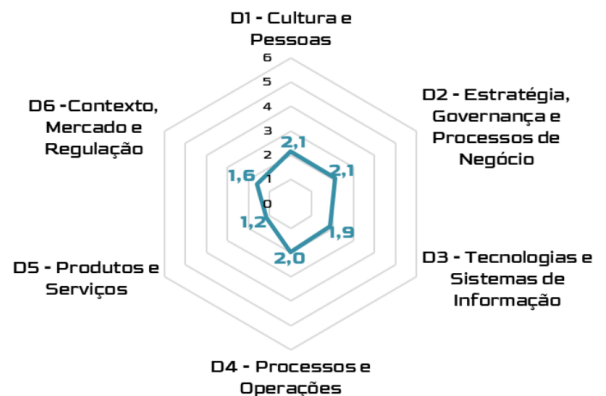 D1 - Cultura e
Pessoas
6
5
4
3
2
1
0
D2 - Estratégia,
Governança e
Processos de
Negócio
D6 -Contexto,
Mercado e
Regulação
2,1
2,1
1,6
1,2
1,9
2,0
D5 - Produtos e
Serviços
D3 - Tecnologias e
Sistemas de
Informação
D4 - Processos e
Operações